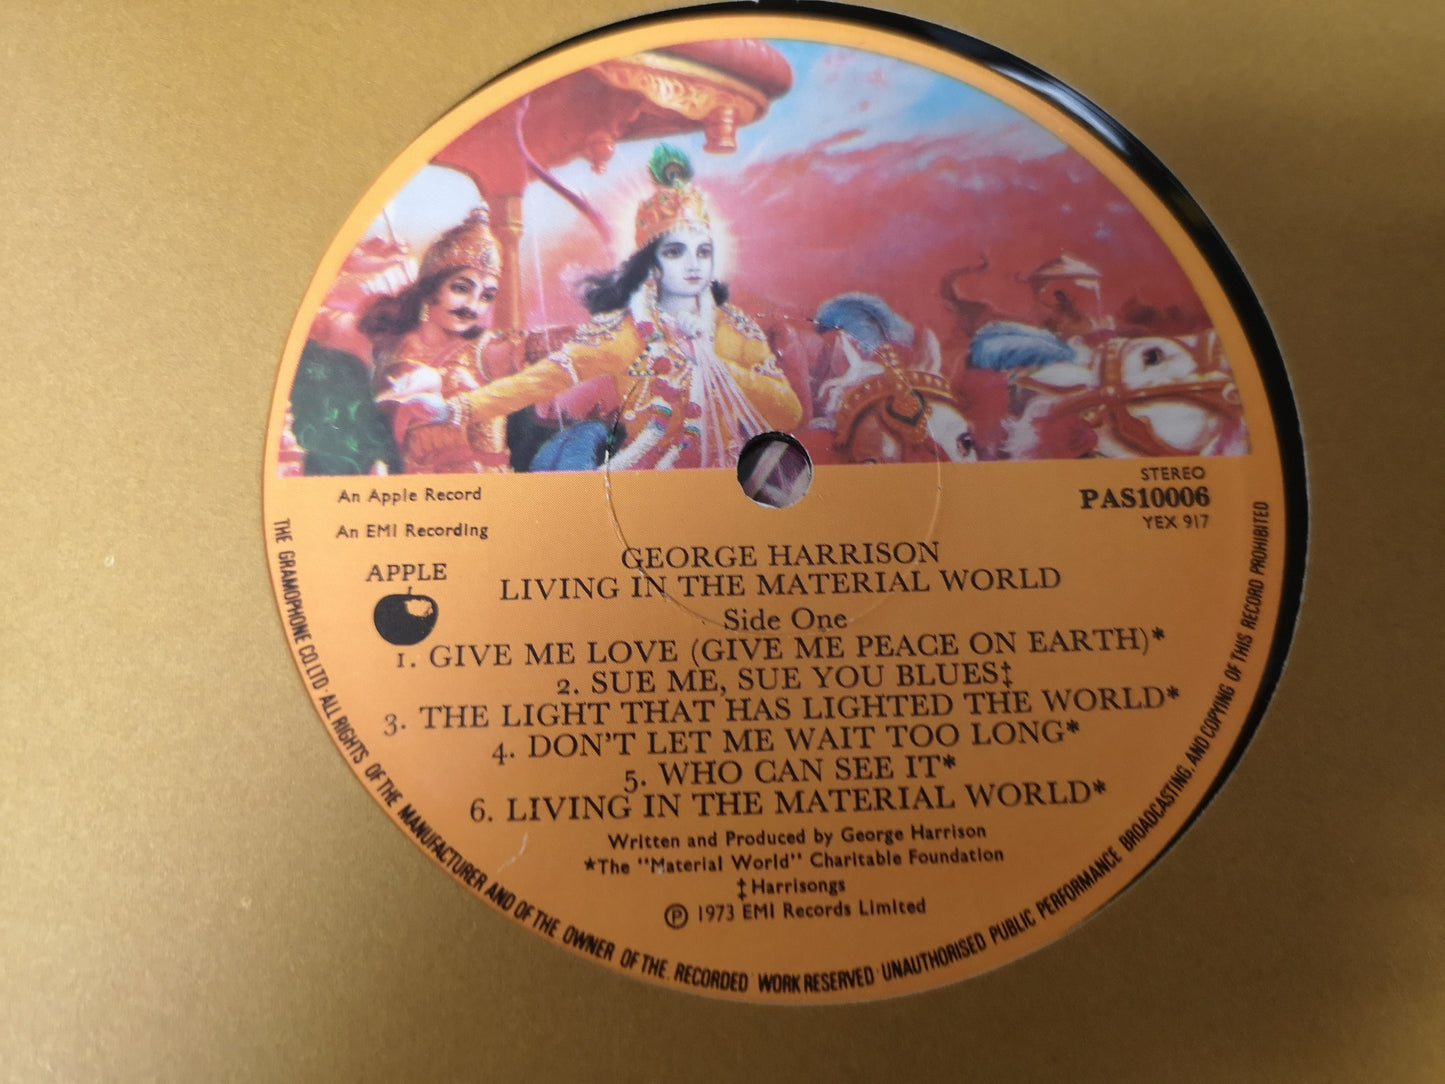 STEREO
An Apple Record
PAS10006
An EMI Recording
YEX 917
APPLE
GEORGE HARRISON
LIVING IN THE MATERIAL WORLD
Side One
1. GIVE ME LOVE (GIVE ME PEACE ON EARTH)*
2. SUE ME, SUE YOU BLUES‡
3. THE LIGHT THAT HAS LIGHTED THE WORLD*
4. DON'T LET ME WAIT TOO LONG*
5. WHO CAN SEE IT*
6. LIVING IN THE MATERIAL WORLD*
Written and Produced by George Harrison
*The "Material World" Charitable Foundation
‡Harrisongs
℗ 1973 EMI Records Limited
THE GRAMOPHONE CO. LTD· ALL RIGHTS OF THE MANUFACTURER AND OF THE OWNER OF THE. RECORDED WORK RESERVED· UNAUTHORISED PUBLIC PERFORMANCE BROADCASTING. AND COPYING OF THIS RECORD PROHIBITED